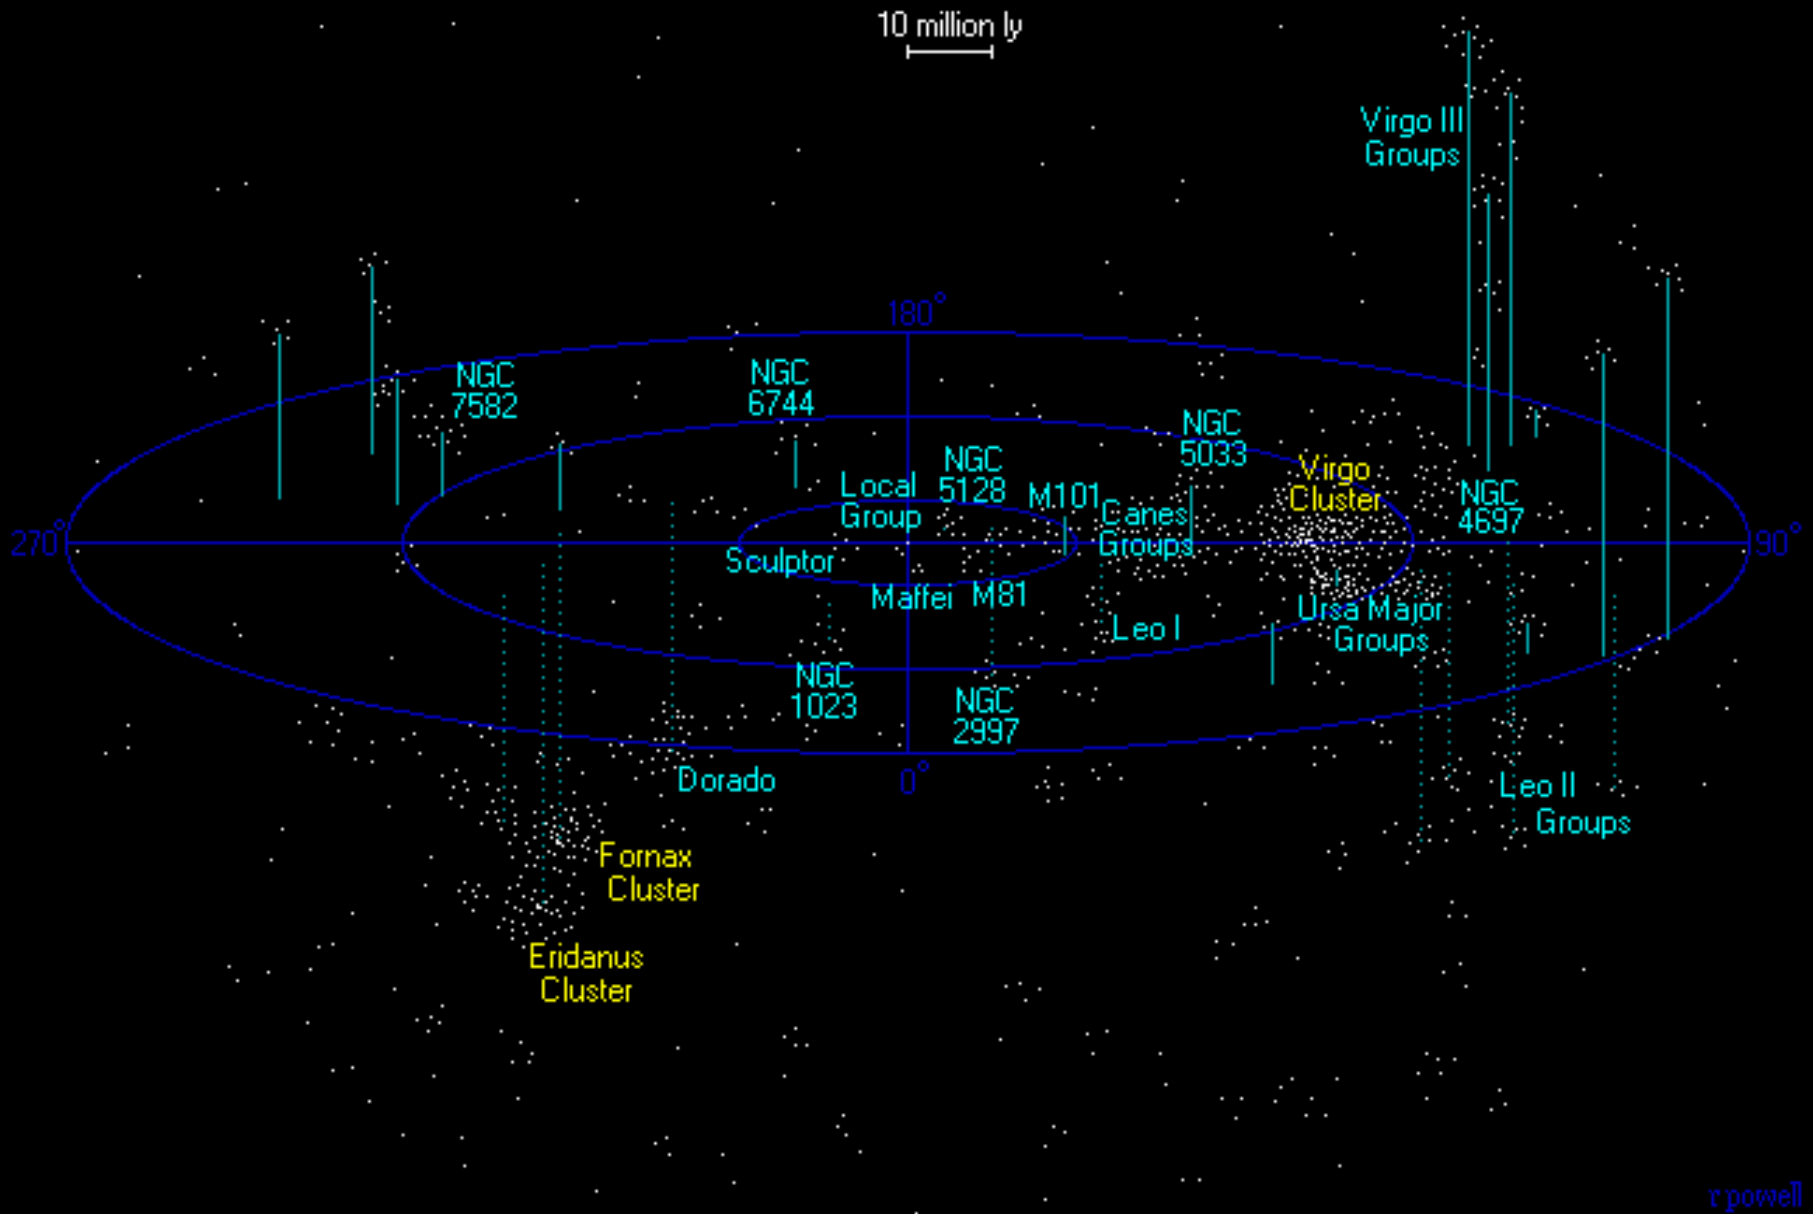 10 million ly
Virgo III
Groups
180°
NGC
7582
NGC
6744
NGC
5033
NGC
5128
Virgo
Cluster
Local
Group
M101
Canes
Groups
NGC
4697
270°
90°
Sculptor
Maffei
M81
Leo I
Ursa Major
Groups
NGC
1023
NGC
2997
Dorado
0°
Leo II
Groups
Fornax
Cluster
Eridanus
Cluster
r powell